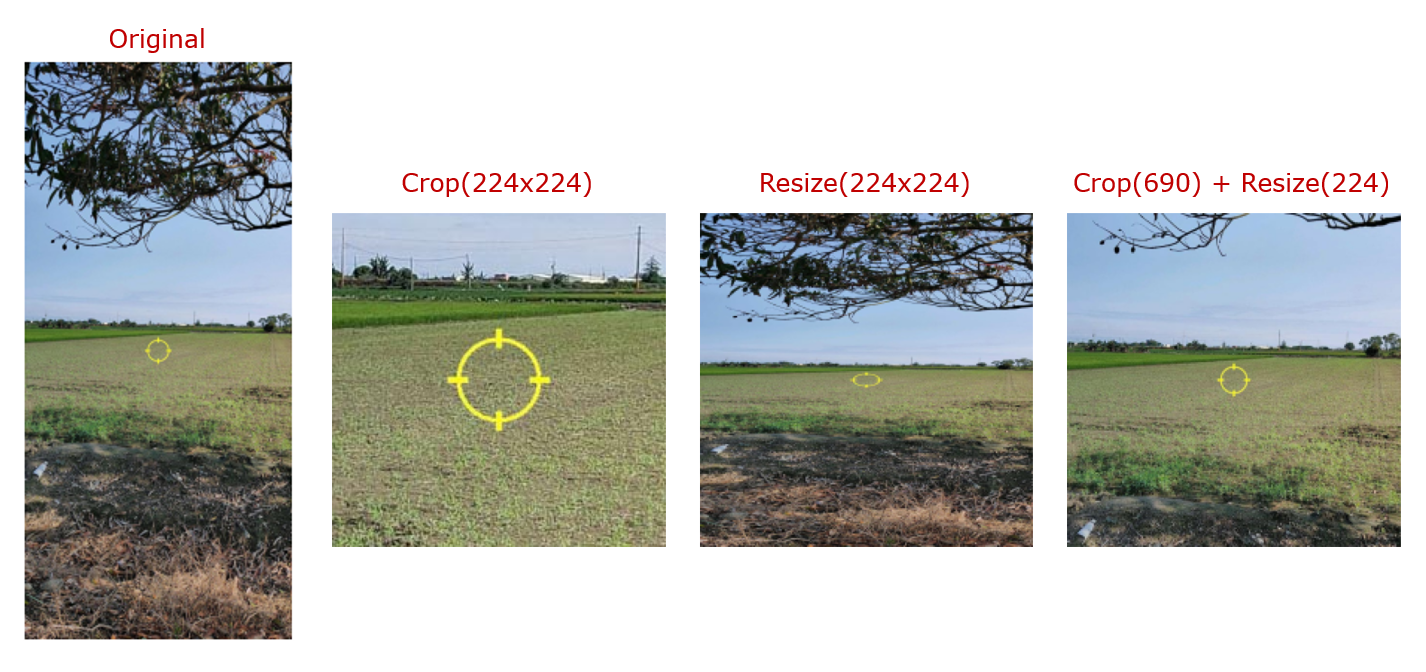 Original
Crop(224x224)
Resize(224x224)
Crop(690) + Resize(224)